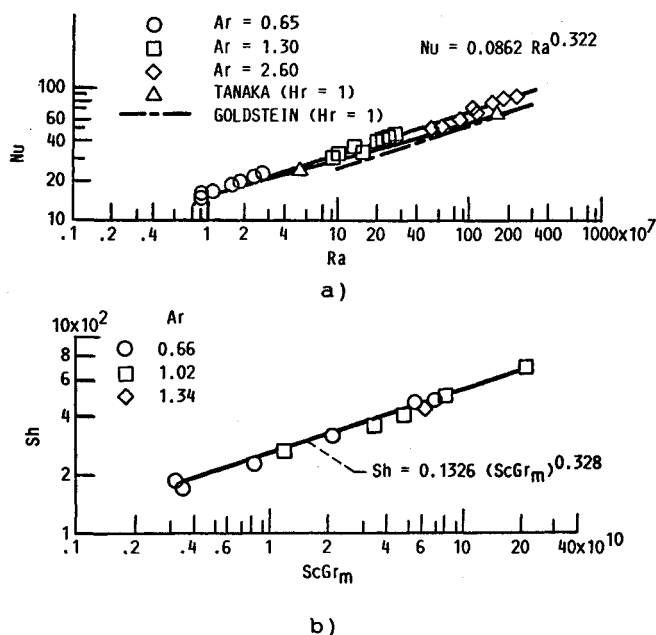 Ar = 0.65
Ar = 1.30
Ar = 2.60
TANAKA (Hr = 1)
GOLDSTEIN (Hr = 1)
Nu = 0.0862 Ra^0.322
Nu
100
60
40
20
10
.1 .2 .4 1 2 4 10 20 40 100 200 400 1000x10^7
Ra
a)
Ar
0.66
1.02
1.34
Sh
10x10^2
8
6
4
2
1
Sh = 0.1326 (ScGr_m)^0.328
.1 .2 .4 .6 1 2 4 6 10 20 40x10^10
ScGr_m
b)